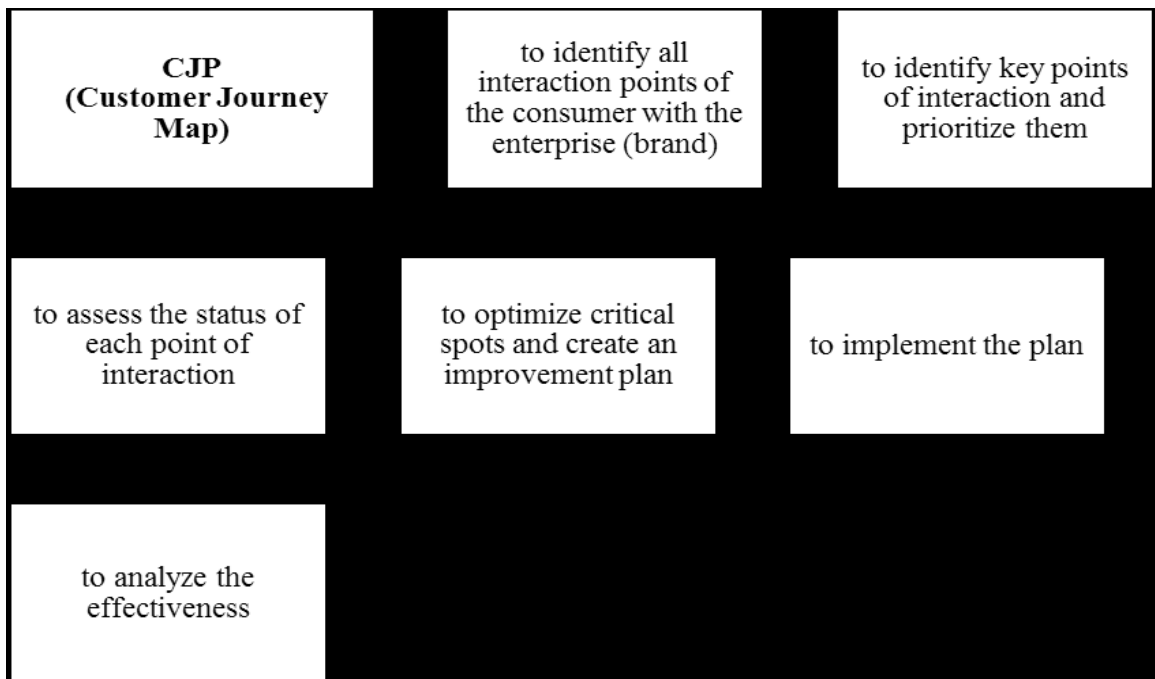 CJP
(Customer Journey
Map)
to identify all
interaction points of
the consumer with the
enterprise (brand)
to identify key points
of interaction and
prioritize them
to assess the status of
each point of
interaction
to optimize critical
spots and create an
improvement plan
to implement the plan
to analyze the
effectiveness